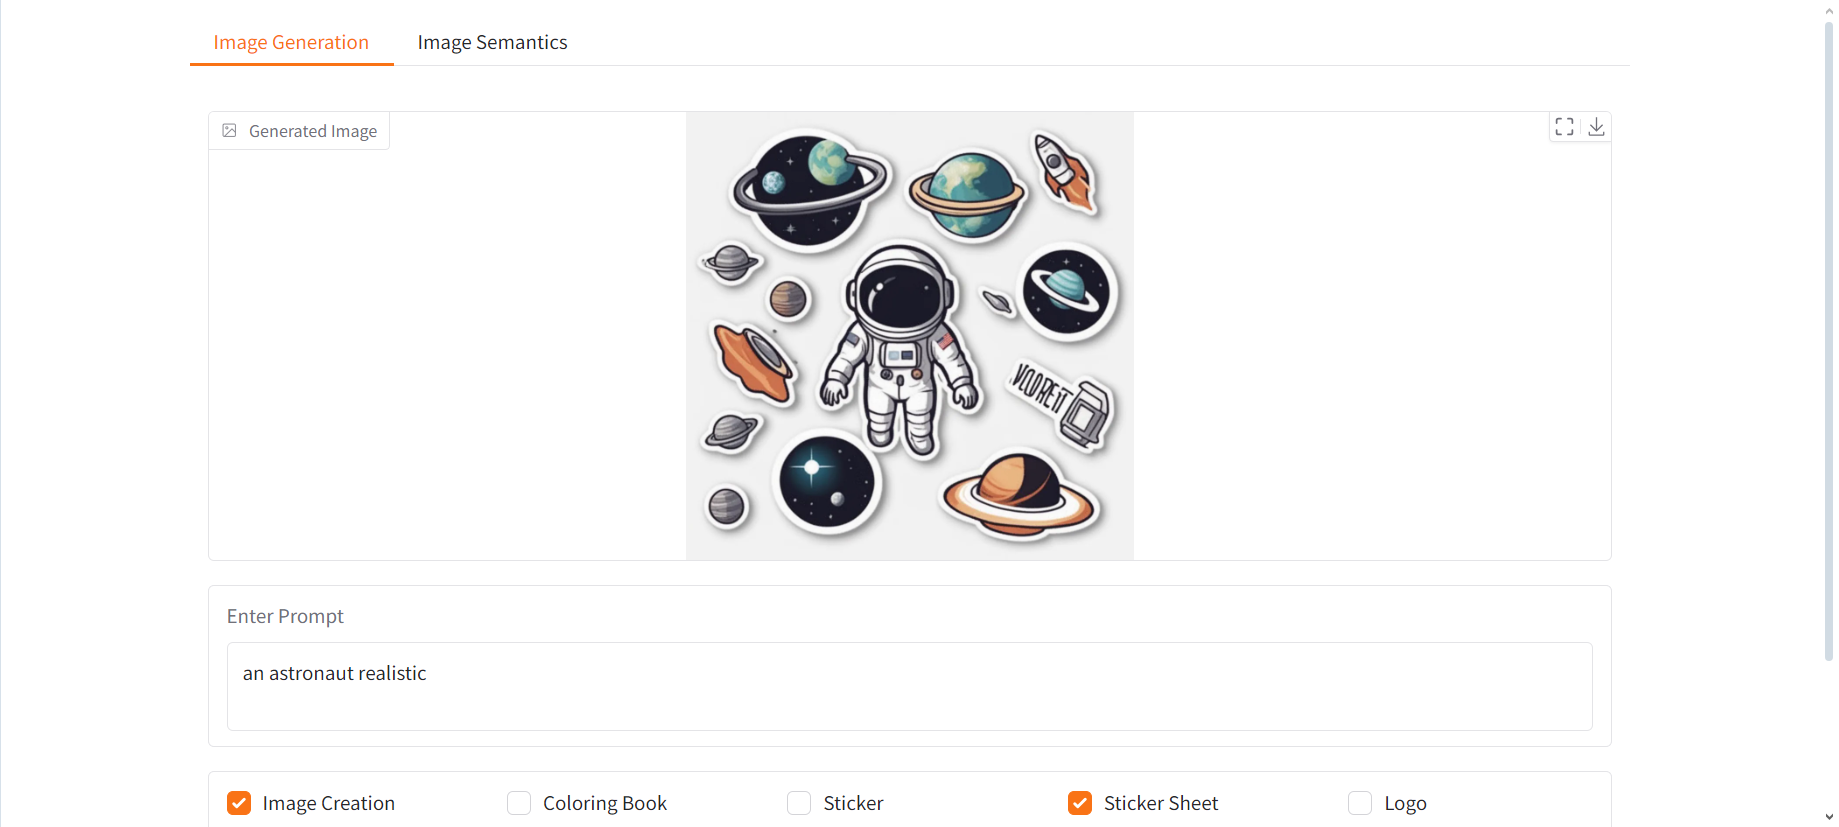 Image Generation
Image Semantics
Generated Image
VOOREIT
Enter Prompt
an astronaut realistic
Image Creation
Coloring Book
Sticker
Sticker Sheet
Logo